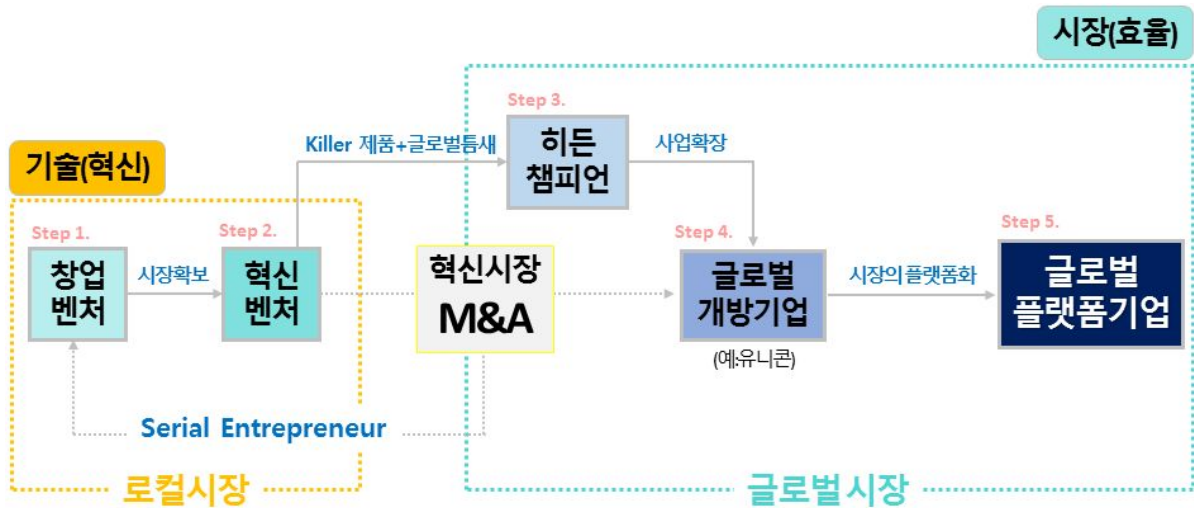 시장(효율)
Step 3.
히든
챔피언
Killer 제품+글로벌틈새
사업확장
기술(혁신)
Step 1.
창업
벤처
시장확보
Step 2.
혁신
벤처
혁신시장
M&A
Step 4.
글로벌
개방기업
(예:유니콘)
시장의 플랫폼화
Step 5.
글로벌
플랫폼기업
Serial Entrepreneur
로컬시장
글로벌 시장